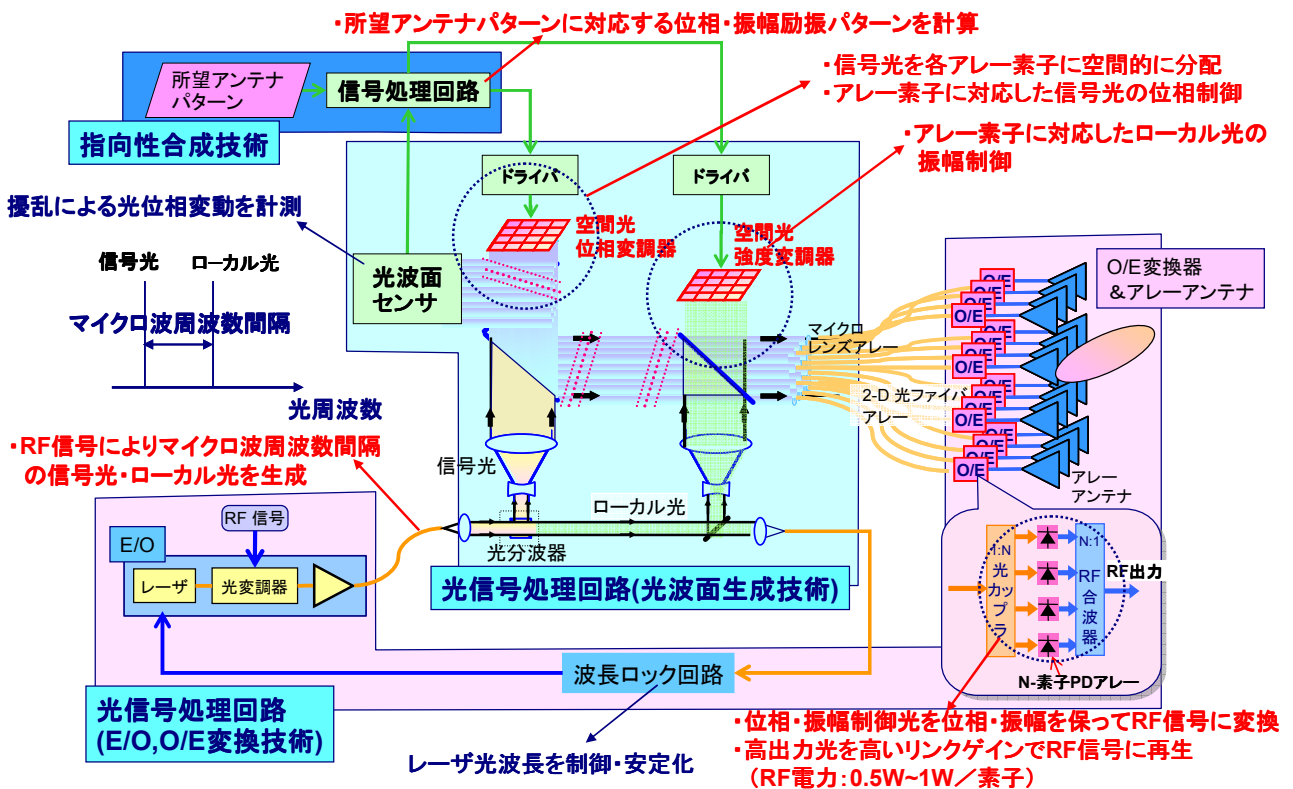 ・所望アンテナパターンに対応する位相・振幅励振パターンを計算
所望アンテナ
パターン
信号処理回路
指向性合成技術
・信号光を各アレー素子に空間的に分配
・アレー素子に対応した信号光の位相制御
・アレー素子に対応したローカル光の
振幅制御
ドライバ
ドライバ
擾乱による光位相変動を計測
空間光
位相変調器
空間光
強度変調器
光波面
センサ
信号光
ローカル光
マイクロ波周波数間隔
光周波数
O/E変換器
＆アレーアンテナ
O/E
O/E
O/E
O/E
O/E
O/E
O/E
O/E
O/E
O/E
O/E
O/E
マイクロ
レンズアレー
2-D 光ファイバ
アレー
アレー
アンテナ
・RF信号によりマイクロ波周波数間隔
の信号光・ローカル光を生成
信号光
ローカル光
光分波器
RF 信号
E/O
レーザ
光変調器
光信号処理回路(光波面生成技術)
1:N
光カップラ
N:1
RF合波器
RF出力
N-素子PDアレー
波長ロック回路
光信号処理回路
(E/O,O/E変換技術)
レーザ光波長を制御・安定化
・位相・振幅制御光を位相・振幅を保ってRF信号に変換
・高出力光を高いリンクゲインでRF信号に再生
（RF電力：0.5W~1W／素子）